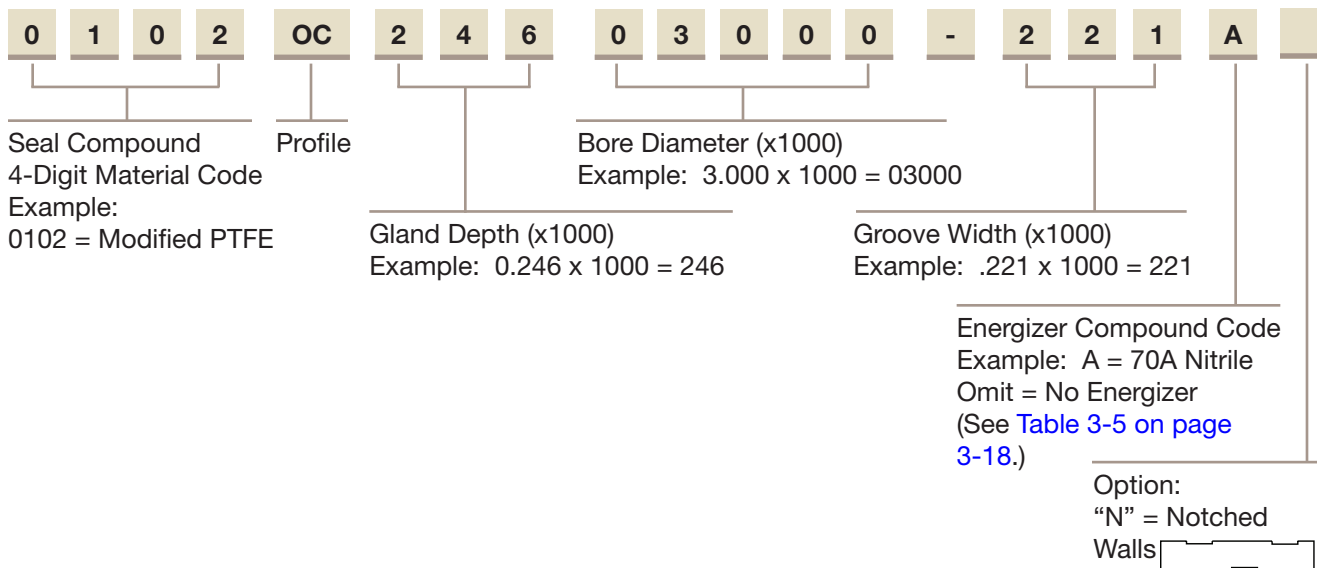 0 1 0 2 OC 2 4 6 0 3 0 0 0 - 2 2 1 A
Seal Compound
4-Digit Material Code
Example:
0102 = Modified PTFE
Profile
Gland Depth (x1000)
Example: 0.246 x 1000 = 246
Bore Diameter (x1000)
Example: 3.000 x 1000 = 03000
Groove Width (x1000)
Example: .221 x 1000 = 221
Energizer Compound Code
Example: A = 70A Nitrile
Omit = No Energizer
(See Table 3-5 on page
3-18.)
Option:
“N” = Notched
Walls